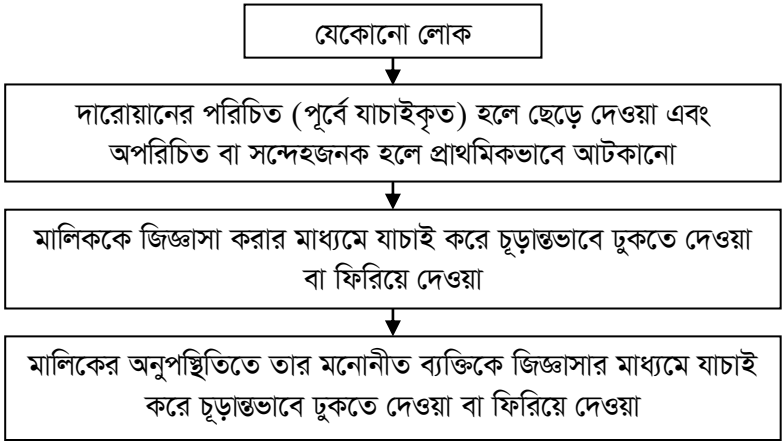 যেকোনো লোক
দারোয়ানের পরিচিত (পূর্বে যাচাইকৃত) হলে ছেড়ে দেওয়া এবং
অপরিচিত বা সন্দেহজনক হলে প্রাথমিকভাবে আটকানো
মালিককে জিজ্ঞাসা করার মাধ্যমে যাচাই করে চূড়ান্তভাবে ঢুকতে দেওয়া
বা ফিরিয়ে দেওয়া
মালিকের অনুপস্থিতিতে তার মনোনীত ব্যক্তিকে জিজ্ঞাসার মাধ্যমে যাচাই
করে চূড়ান্তভাবে ঢুকতে দেওয়া বা ফিরিয়ে দেওয়া